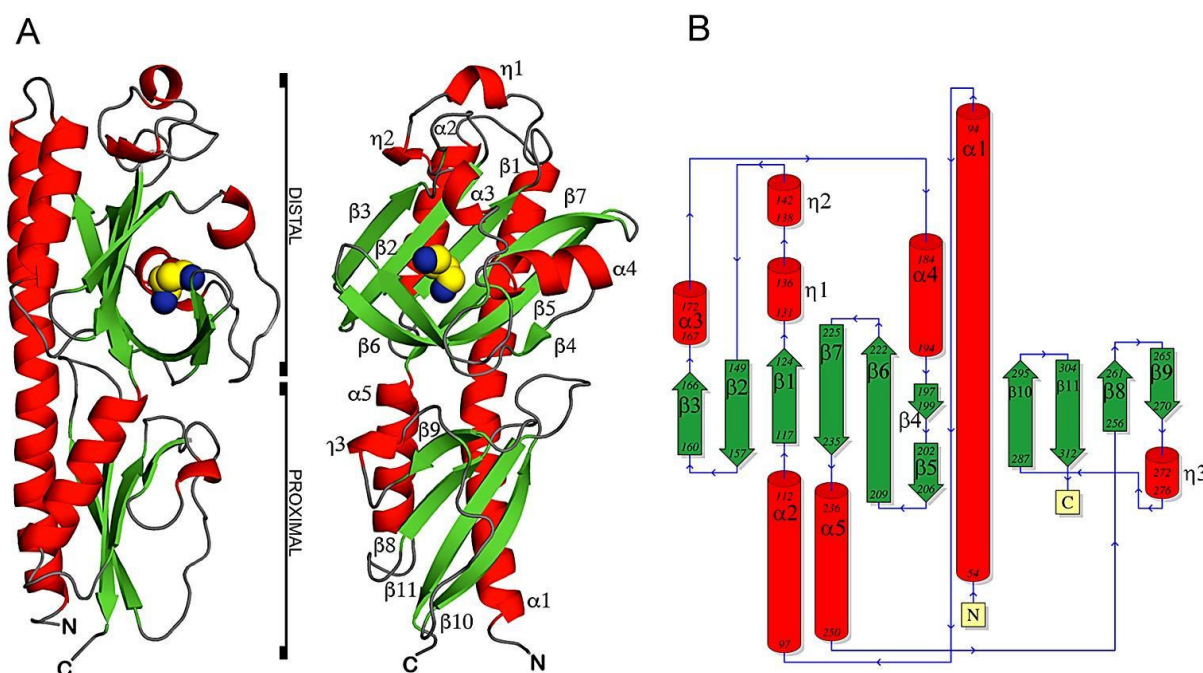 A
B
DISTAL
PROXIMAL
N
C
η1
η2
α2
β1
α3
β3
β7
β2
α4
β5
β4
β6
α5
β9
η3
β8
β11
β10
α1
C
N
94
α1
54
N
142
138
η2
136
131
η1
184
α4
194
172
α3
167
166
β3
160
149
β2
157
124
β1
117
225
β7
235
222
β6
209
197
199
β4
202
β5
206
112
α2
97
236
α5
250
295
β10
287
304
β11
312
C
261
β8
256
265
β9
270
272
276
η3